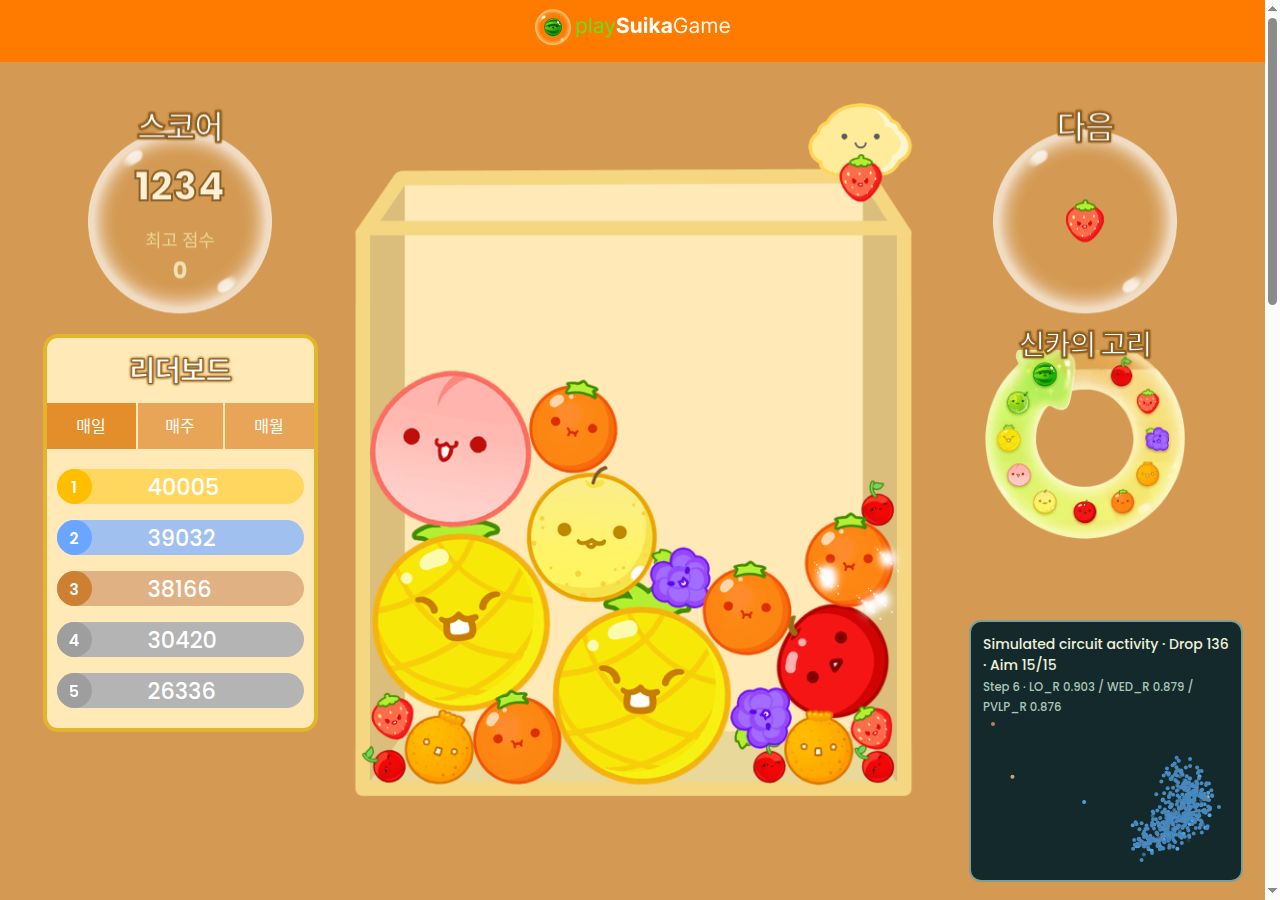 playSuikaGame
스코어
1234
최고 점수
0
다음
리더보드
매일 매주 매월
1 40005
2 39032
3 38166
4 30420
5 26336
신카의 고리
Simulated circuit activity · Drop 136
· Aim 15/15
Step 6 · LO_R 0.903 / WED_R 0.879 /
PVLP_R 0.876